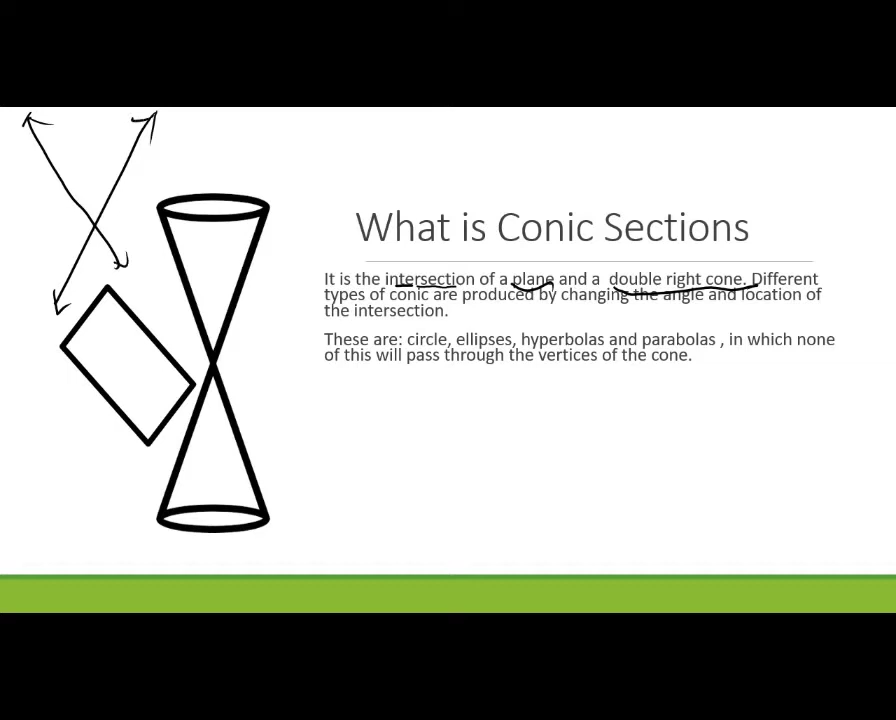 What is Conic Sections
It is the intersection of a plane and a double right cone. Different
types of conic are produced by changing the angle and location of
the intersection.
These are: circle, ellipses, hyperbolas and parabolas , in which none
of this will pass through the vertices of the cone.